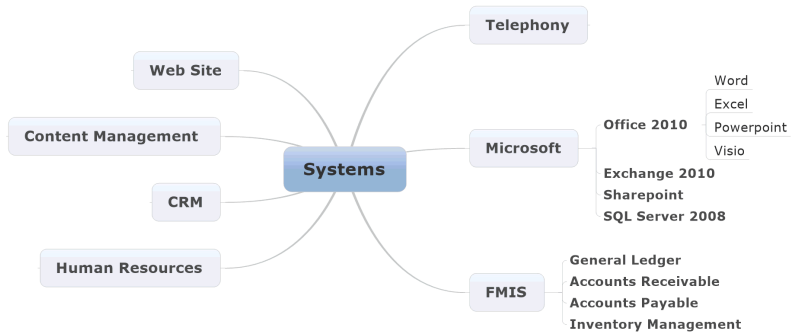 Systems
Telephony
Microsoft
Office 2010
Word
Excel
Powerpoint
Visio
Exchange 2010
Sharepoint
SQL Server 2008
FMIS
General Ledger
Accounts Receivable
Accounts Payable
Inventory Management
Web Site
Content Management
CRM
Human Resources